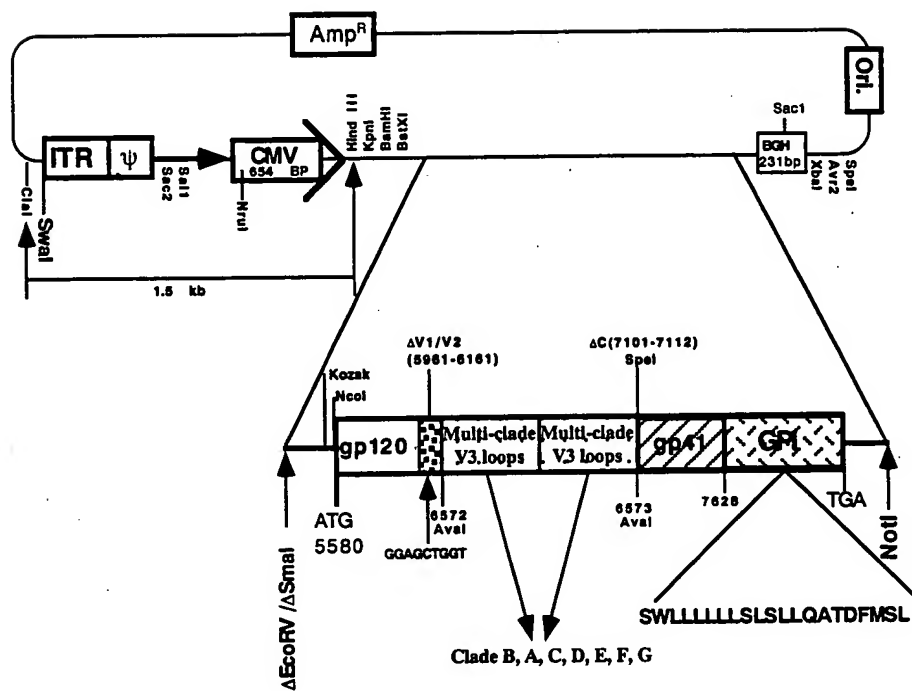 Amp^R
Ori.
ITR
ψ
Sal1
Sac2
ClaI
SwaI
CMV
654 BP
NruI
Hind III
KpnI
BamHI
BstXI
Sac1
BGH
231bp
XbaI
Avr2
SpeI
1.5 kb
ΔV1/V2
(5961-6161)
ΔC(7101-7112)
SpeI
Kozak
NcoI
gp120
Multi-clade
V3 loops
Multi-clade
V3 loops
gp41
GPI
ATG
5580
6572
AvaI
GGAGCTGGT
6573
AvaI
7628
TGA
NotI
ΔEcoRV /ΔSmaI
SWLLLLLLSLSLLQATDFMSL
Clade B, A, C, D, E, F, G